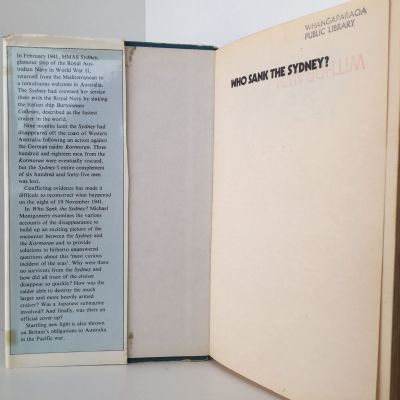 In February 1941, HMAS Sydney,
glamour ship of the Royal Aus-
tralian Navy in World War II,
returned from the Mediterranean to
a tumultuous welcome in Australia.
The Sydney had crowned her service
there with the Royal Navy by sinking
the Italian ship Bartolomeo
Colleoni, described as the fastest
cruiser in the world.
Nine months later the Sydney had
disappeared off the coast of Western
Australia following an action against
the German raider Kormoran. Three
hundred and eighteen men from the
Kormoran were eventually rescued,
but the Sydney's entire complement
of six hundred and forty-five men
was lost.
Conflicting evidence has made it
difficult to reconstruct what happened
on the night of 19 November 1941.
In Who Sank the Sydney? Michael
Montgomery examines the various
accounts of the disappearance to
build up an exciting picture of the
encounter between the Sydney and
the Kormoran and to provide
solutions to hitherto unanswered
questions about this 'most curious
incident of the seas'. Why were there
no survivors from the Sydney and
how did all trace of the cruiser
disappear so quickly? How was the
raider able to destroy the much
larger and more heavily armed
cruiser? Was a Japanese submarine
involved? And finally, was there an
official cover-up?
Startling new light is also thrown
on Britain's obligations to Australia
in the Pacific war.
WHANGAPARAOA
PUBLIC LIBRARY.
WHO SANK THE SYDNEY?
WITHDRAWN